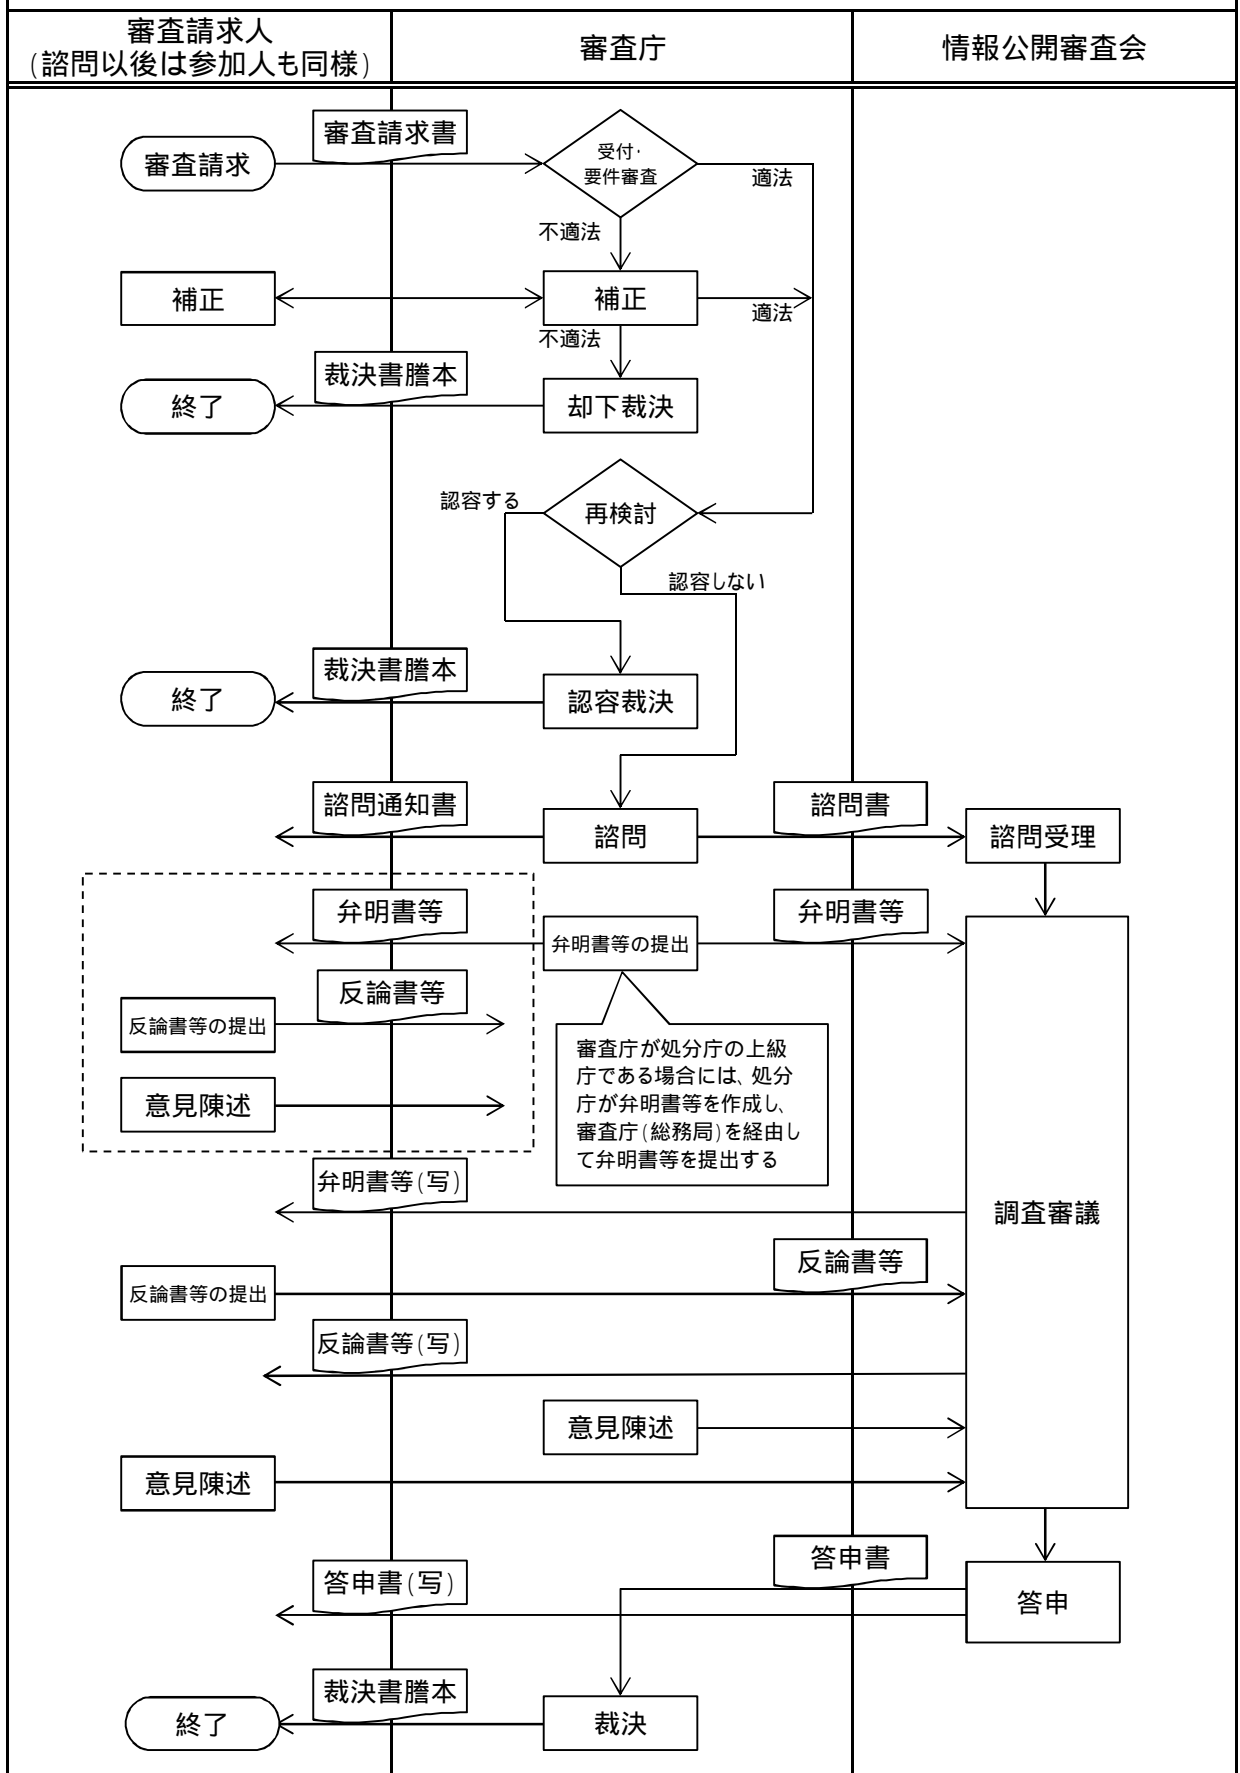 審査請求人
(諮問以後は参加人も同様)
審査庁
情報公開審査会
審査請求書
審査請求
受付・
要件審査
適法
不適法
補正
補正
適法
不適法
裁決書謄本
終了
却下裁決
認容する
再検討
認容しない
裁決書謄本
終了
認容裁決
諮問通知書
諮問
諮問書
諮問受理
弁明書等
弁明書等の提出
弁明書等
反論書等
反論書等の提出
審査庁が処分庁の上級
庁である場合には、処分
庁が弁明書等を作成し、
審査庁(総務局)を経由し
て弁明書等を提出する
意見陳述
弁明書等(写)
調査審議
反論書等
反論書等の提出
反論書等(写)
意見陳述
意見陳述
答申書
答申書(写)
答申
裁決書謄本
終了
裁決